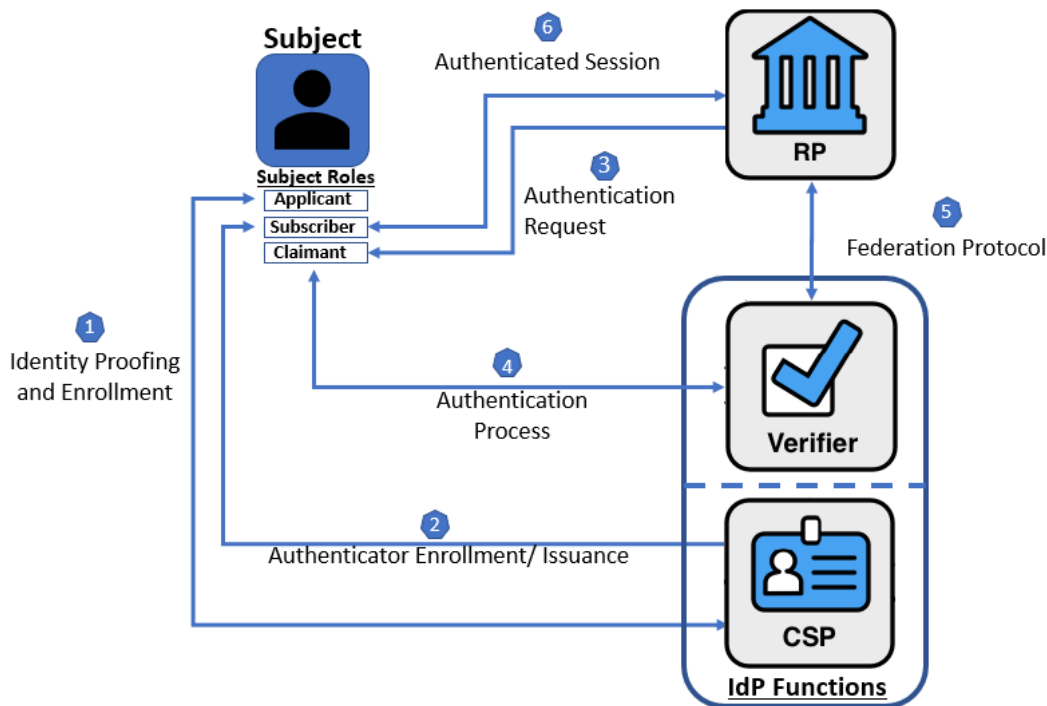 Subject
Subject Roles
Applicant
Subscriber
Claimant
6
Authenticated Session
RP
3
Authentication
Request
5
Federation Protocol
1
Identity Proofing
and Enrollment
4
Authentication
Process
Verifier
2
Authenticator Enrollment/ Issuance
CSP
IdP Functions